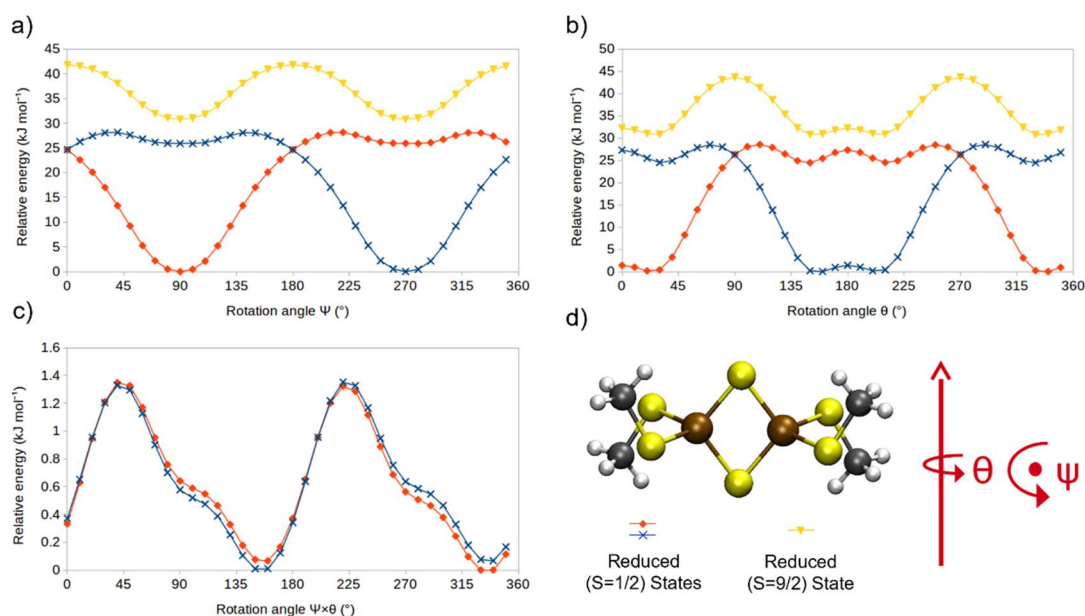 a)
45
40
35
30
25
20
15
10
5
0
Relative energy (kJ mol⁻¹)
0 45 90 135 180 225 270 315 360
Rotation angle Ψ (°)
b)
50
45
40
35
30
25
20
15
10
5
0
Relative energy (kJ mol⁻¹)
0 45 90 135 180 225 270 315 360
Rotation angle θ (°)
c)
1.6
1.4
1.2
1
0.8
0.6
0.4
0.2
0
Relative energy (kJ mol⁻¹)
0 45 90 135 180 225 270 315 360
Rotation angle Ψ×θ (°)
d)
θ Ψ
Reduced
(S=1/2) States
Reduced
(S=9/2) State